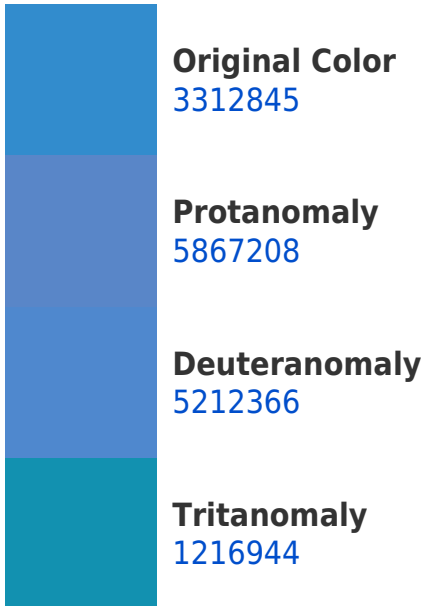 Original Color
3312845
Protanomaly
5867208
Deuteranomaly
5212366
Tritanomaly
1216944